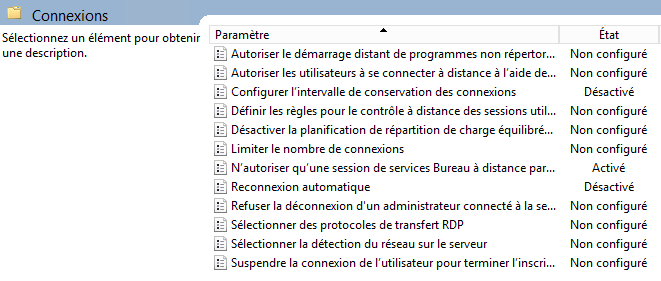 Connexions
Sélectionnez un élément pour obtenir
une description.
Paramètre État
Autoriser le démarrage distant de programmes non répertor... Non configuré
Autoriser les utilisateurs à se connecter à distance à l'aide de... Non configuré
Configurer l'intervalle de conservation des connexions Désactivé
Définir les règles pour le contrôle à distance des sessions util... Non configuré
Désactiver la planification de répartition de charge équilibré... Non configuré
Limiter le nombre de connexions Non configuré
N'autoriser qu'une session de services Bureau à distance par... Activé
Reconnexion automatique Désactivé
Refuser la déconnexion d'un administrateur connecté à la se... Non configuré
Sélectionner des protocoles de transfert RDP Non configuré
Sélectionner la détection du réseau sur le serveur Non configuré
Suspendre la connexion de l'utilisateur pour terminer l'inscri... Non configuré